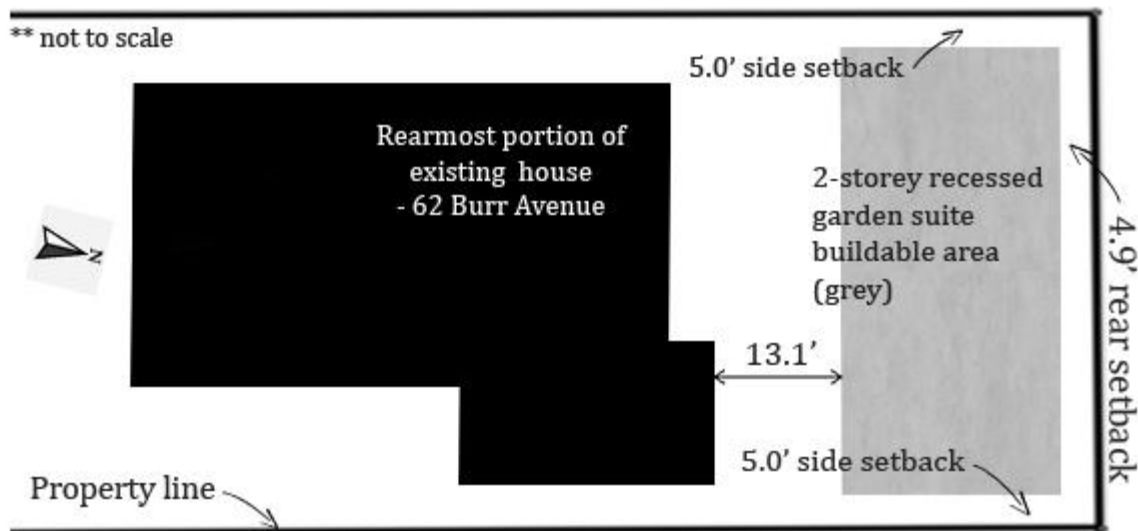 ** not to scale
5.0' side setback
Rearmost portion of
existing house
- 62 Burr Avenue
2-storey recessed
garden suite
buildable area
(grey)
4.9' rear setback
N
13.1'
5.0' side setback
Property line